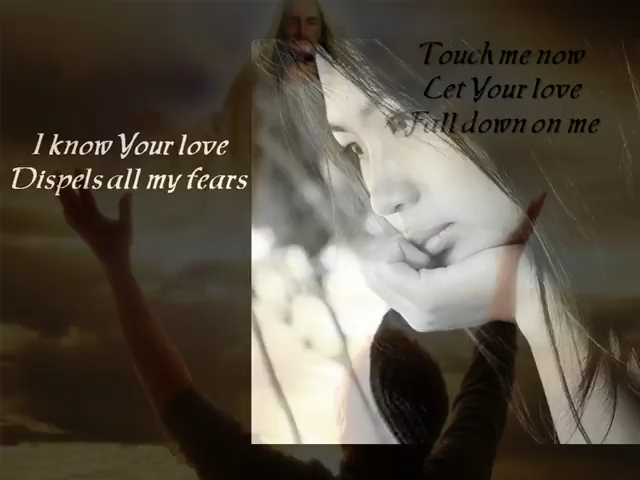 I know Your love
Dispels all my fears
Touch me now
Let Your love
Fall down on me